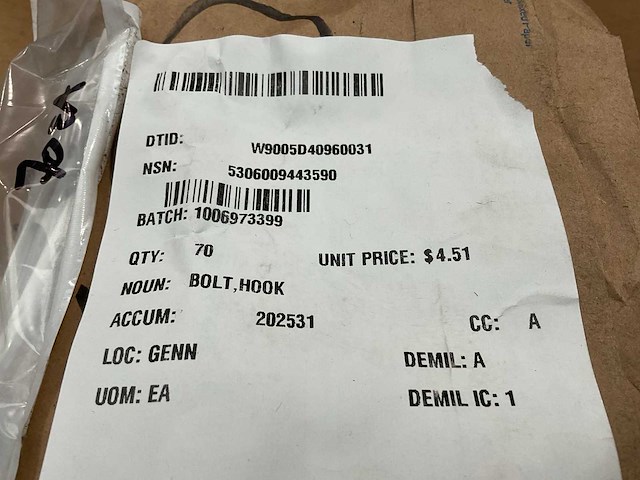 DTID: W9005D40960031
NSN: 5306009443590
BATCH: 1006973399
QTY: 70 UNIT PRICE: $4.51
NOUN: BOLT,HOOK
ACCUM: 202531 CC: A
LOC: GENN DEMIL: A
UOM: EA DEMIL IC: 1